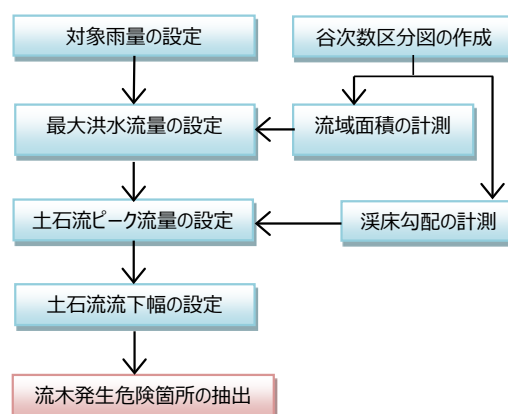 対象雨量の設定
谷次数区分図の作成
最大洪水流量の設定
流域面積の計測
土石流ピーク流量の設定
渓床勾配の計測
土石流流下幅の設定
流木発生危険箇所の抽出